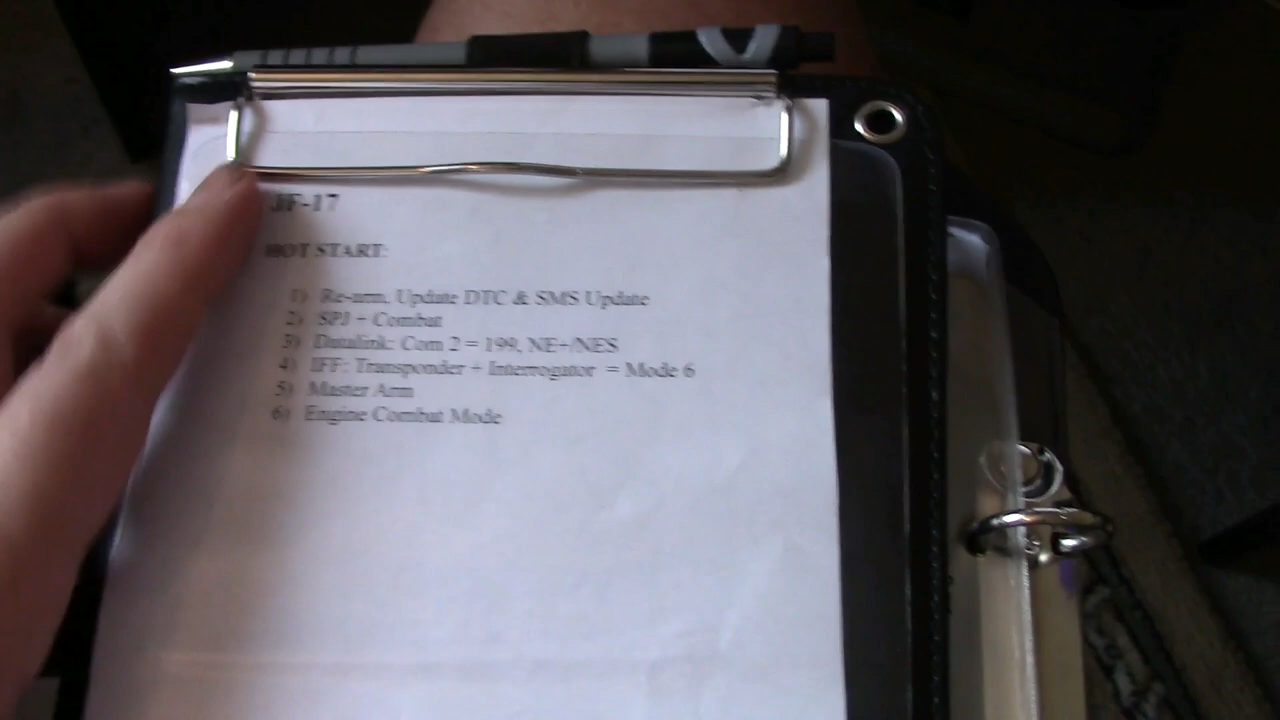 JF-17
HOT START:
1) Re-arm, Update DTC & SMS Update
2) SPJ - Combat
3) Datalink: Com 2 = 199, NE+/NES
4) IFF: Transponder + Interrogator = Mode 6
5) Master Arm
6) Engine Combat Mode